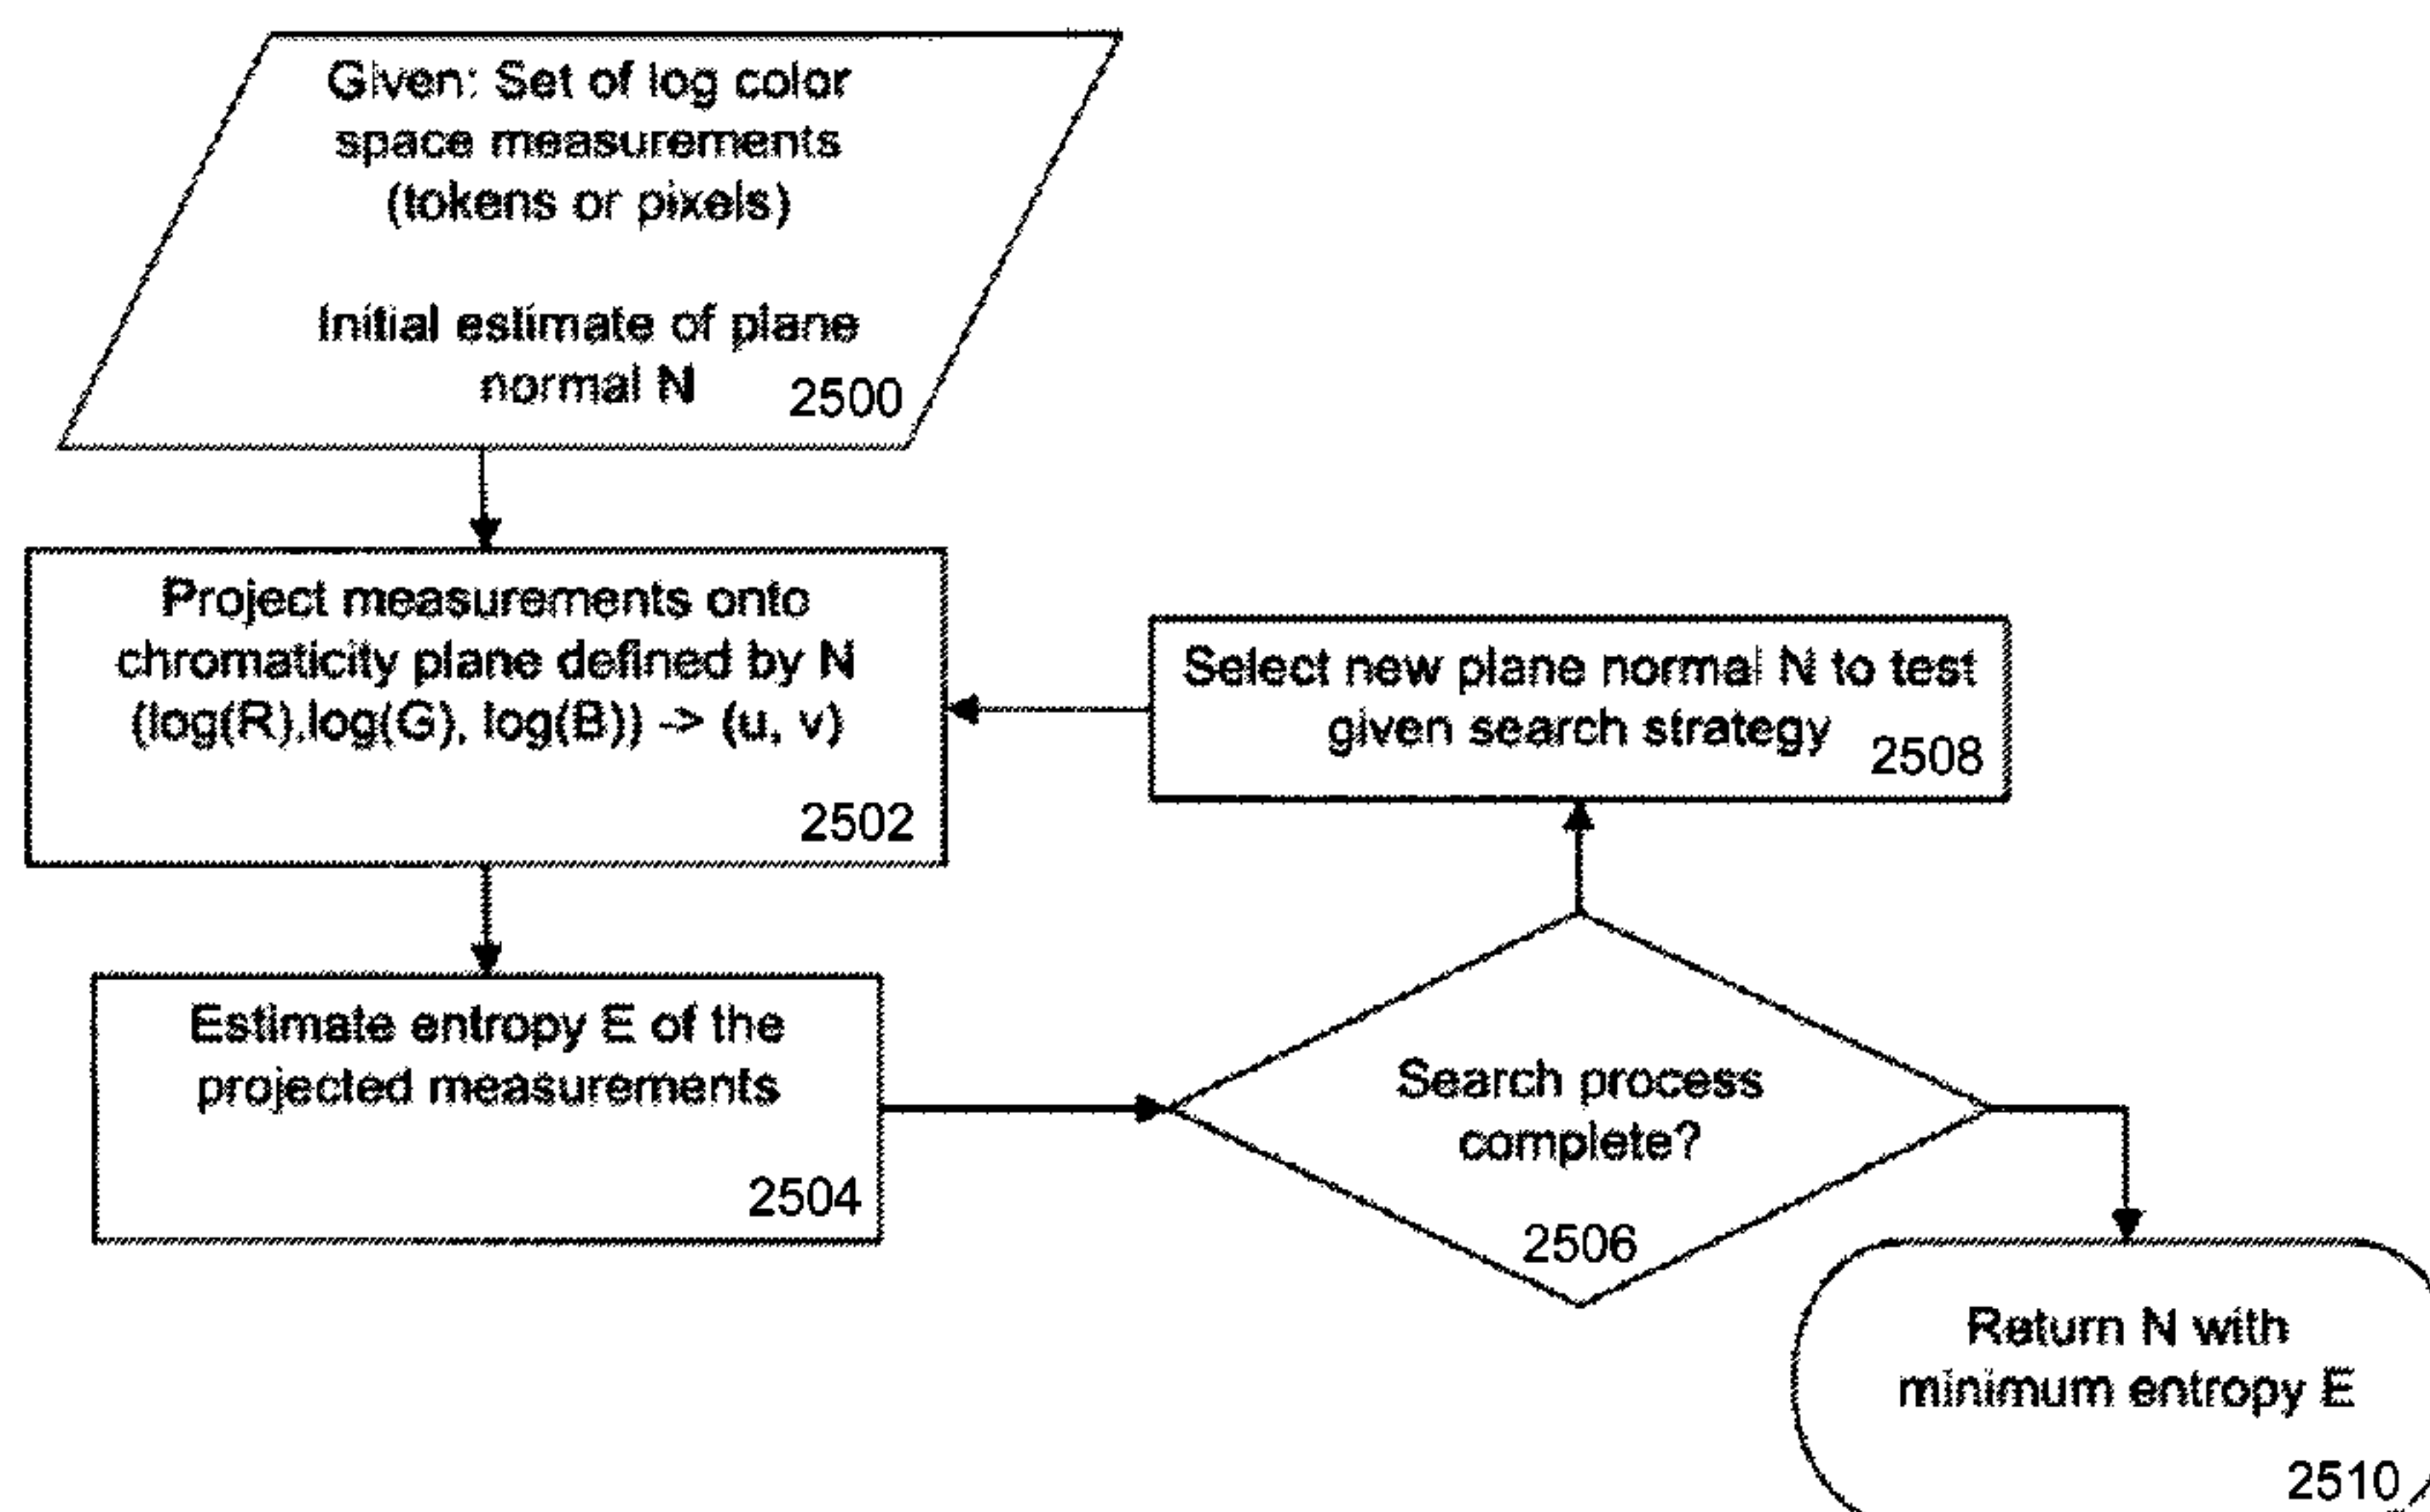 Given: Set of log color
space measurements
(tokens or pixels)
Initial estimate of plane
normal N
2500
Project measurements onto
chromaticity plane defined by N
(log(R),log(G), log(B)) -> (u, v)
2502
Select new plane normal N to test
given search strategy
2508
Estimate entropy E of the
projected measurements
2504
Search process
complete?
2506
Return N with
minimum entropy E
2510